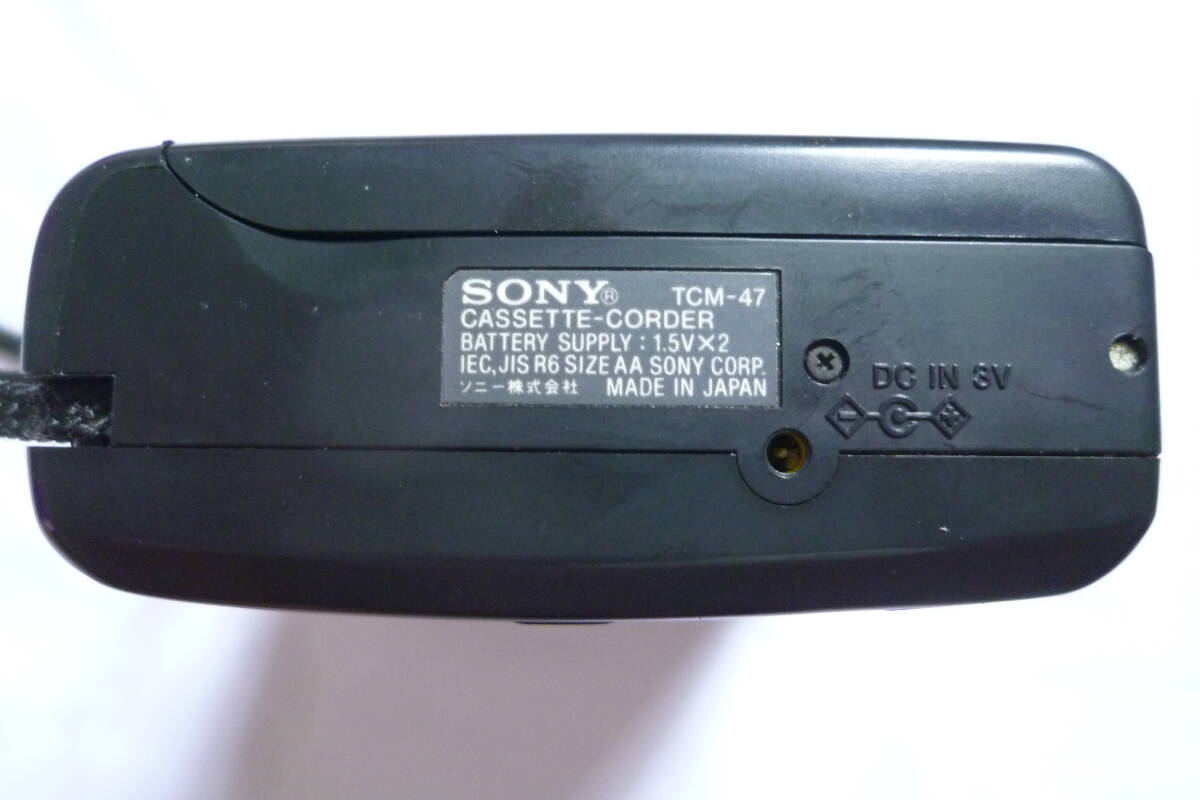 SONY® TCM-47
CASSETTE-CORDER
BATTERY SUPPLY : 1.5V×2
IEC, JIS R6 SIZE AA SONY CORP.
ソニー株式会社 MADE IN JAPAN
DC IN 3V